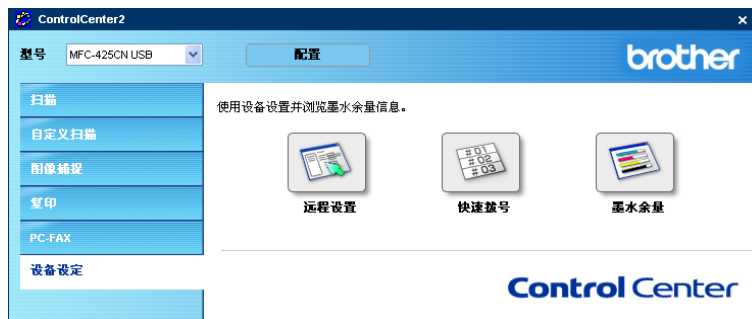 ControlCenter2
型号 MFC-425CN USB 配置 brother
扫描
自定义扫描
图像捕捉
复印
PC-FAX
设备设定
使用设备设置并浏览墨水余量信息。
#01
#02
#03
远程设置 快速拨号 墨水余量
Control Center